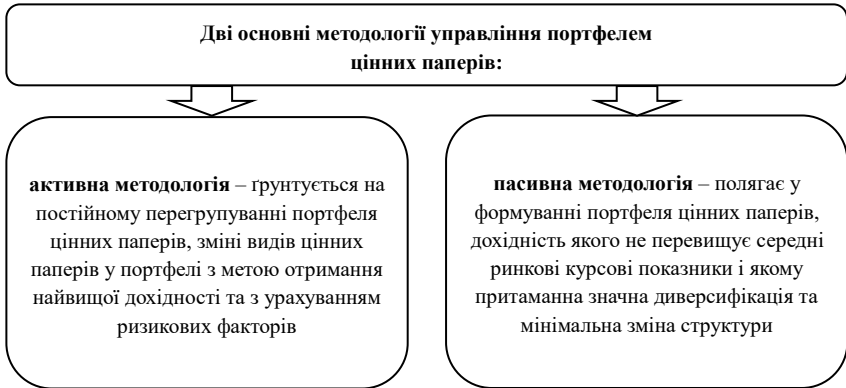 Дві основні методології управління портфелем
цінних паперів:
активна методологія – ґрунтується на
постійному перегрупуванні портфеля
цінних паперів, зміні видів цінних
паперів у портфелі з метою отримання
найвищої дохідності та з урахуванням
ризикових факторів
пасивна методологія – полягає у
формуванні портфеля цінних паперів,
дохідність якого не перевищує середні
ринкові курсові показники і якому
притаманна значна диверсифікація та
мінімальна зміна структури